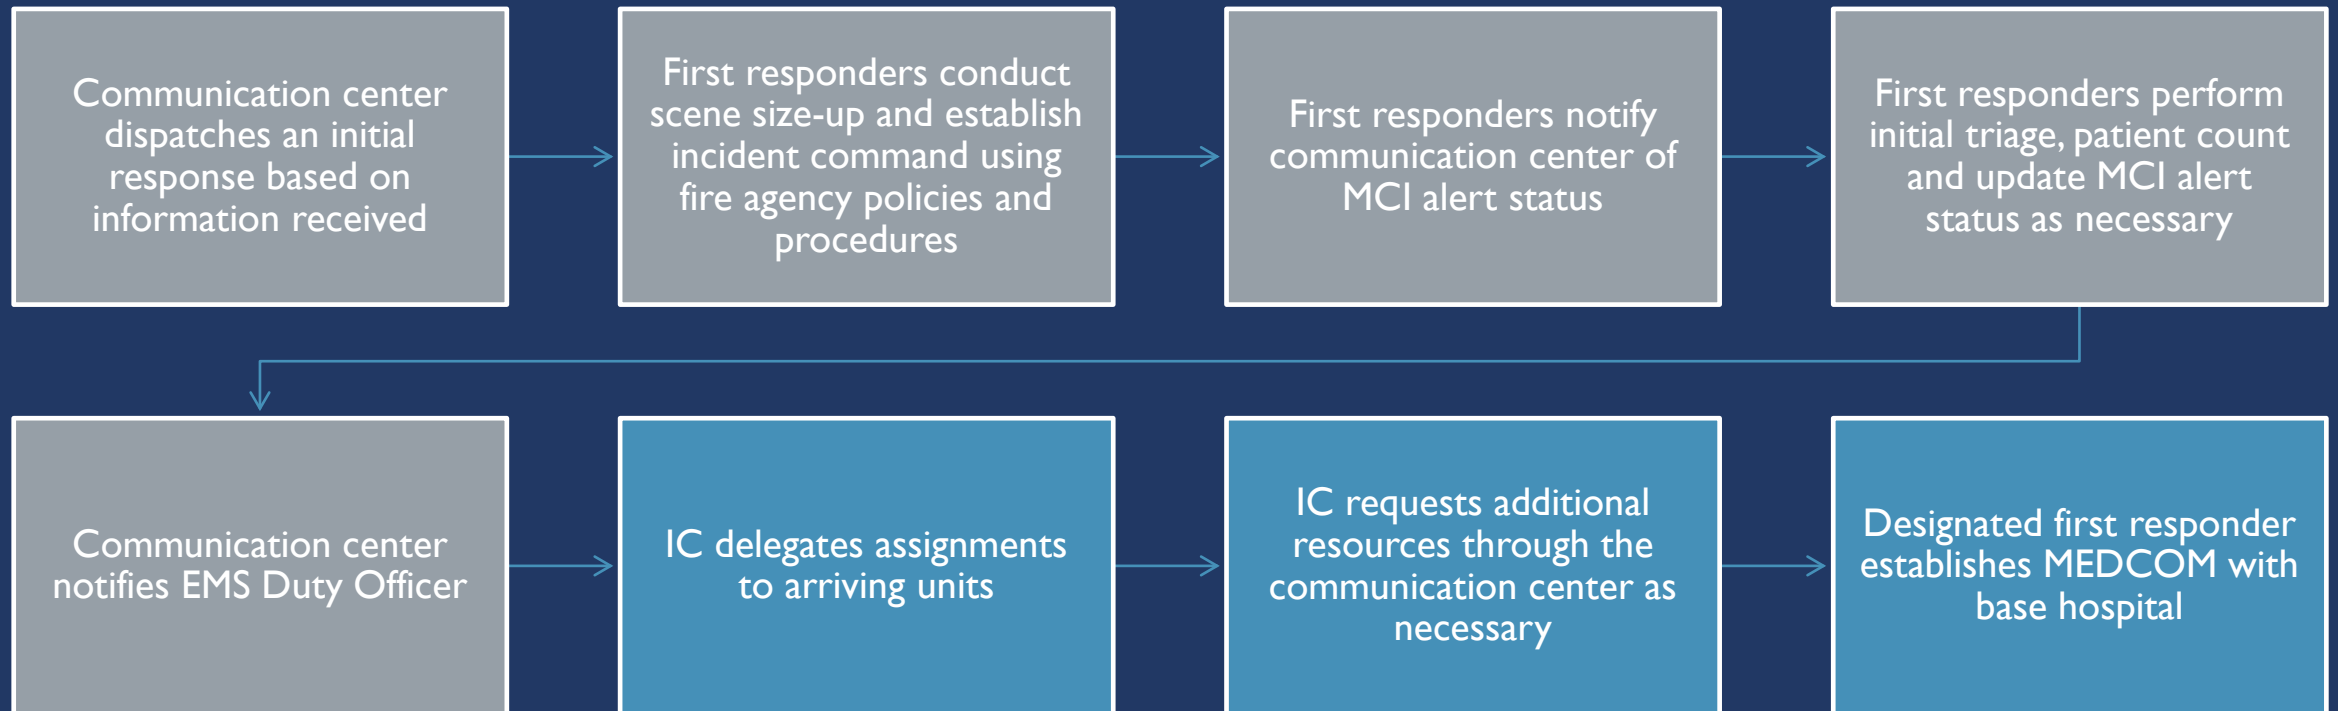 Communication center
dispatches an initial
response based on
information received
First responders conduct
scene size-up and establish
incident command using
fire agency policies and
procedures
First responders notify
communication center of
MCI alert status
First responders perform
initial triage, patient count
and update MCI alert
status as necessary
Communication center
notifies EMS Duty Officer
IC delegates assignments
to arriving units
IC requests additional
resources through the
communication center as
necessary
Designated first responder
establishes MEDCOM with
base hospital